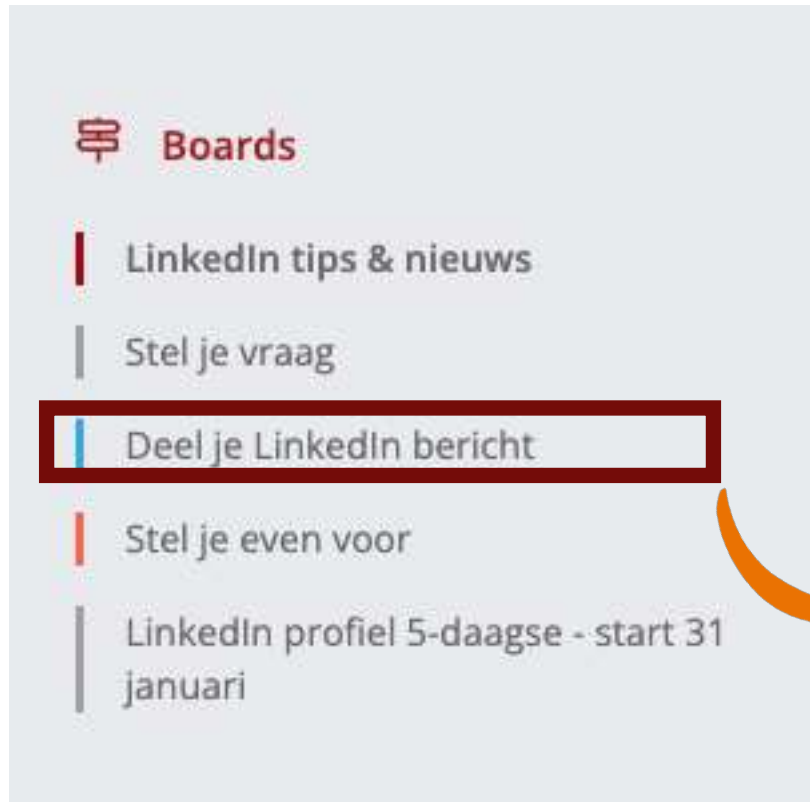 Boards
LinkedIn tips & nieuws
Stel je vraag
Deel je LinkedIn bericht
Stel je even voor
LinkedIn profiel 5-daagse - start 31
januari